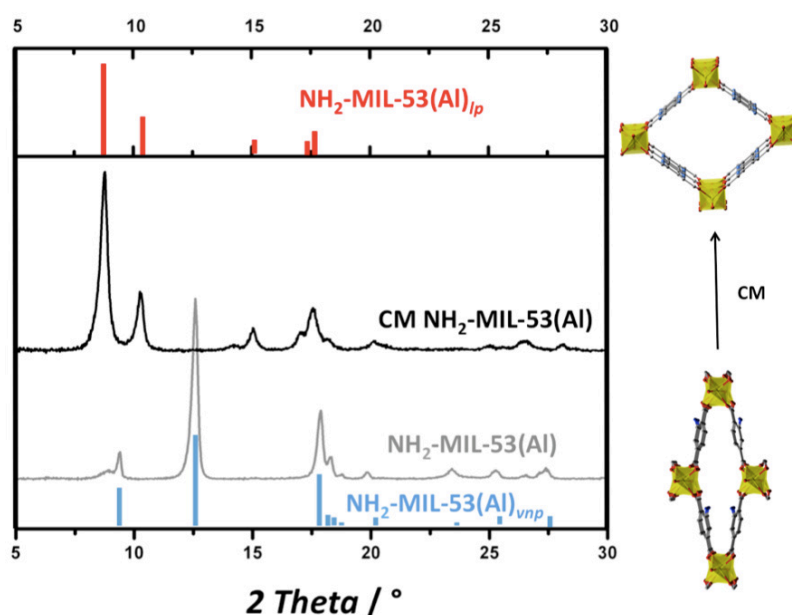 5 10 15 20 25 30
NH₂-MIL-53(Al)lp
CM NH₂-MIL-53(Al)
CM
NH₂-MIL-53(Al)
NH₂-MIL-53(Al)vnp
5 10 15 20 25 30
2 Theta / °